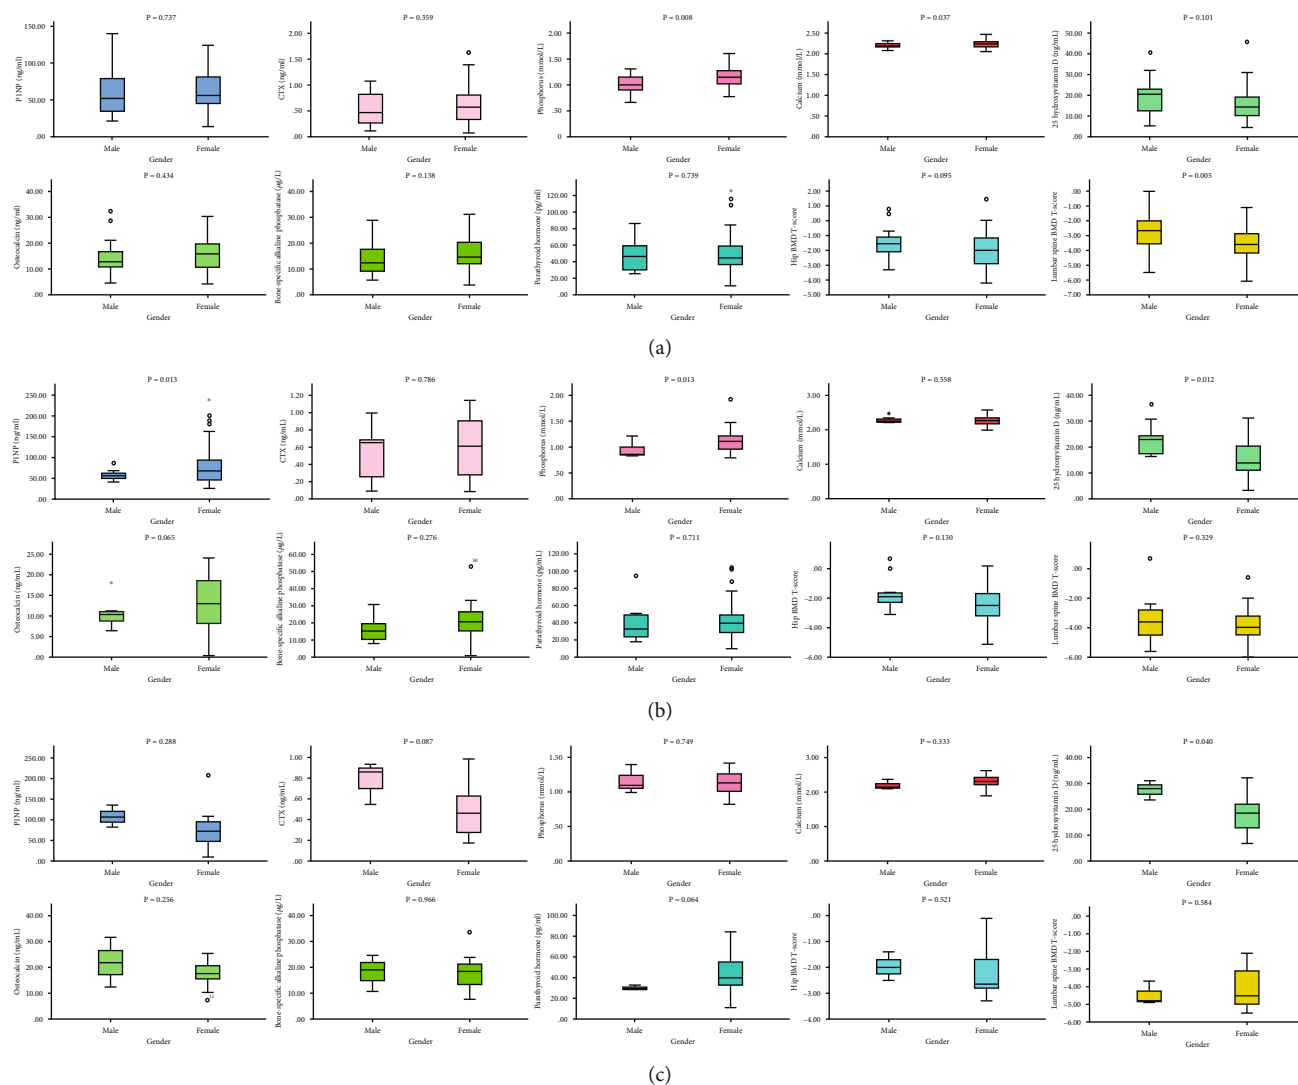 P = 0.737
P1NP (ng/ml)
150.00
100.00
50.00
.00
Male Female
Gender
P = 0.359
CTX (ng/ml)
2.00
1.50
1.00
.50
.00
Male Female
Gender
P = 0.008
Phosphorus (mmol/L)
2.00
1.50
1.00
.50
0
Male Female
Gender
P = 0.037
Calcium (mmol/L)
2.50
2.00
1.50
1.00
.50
.00
Male Female
Gender
P = 0.101
25 hydroxyvitamin D (ng/mL)
50.00
40.00
30.00
20.00
10.00
.00
Male Female
Gender
P = 0.434
Osteocalcin (ng/ml)
40.00
30.00
20.00
10.00
.00
Male Female
Gender
P = 0.138
Bone-specific alkaline phosphatase (μg/L)
40.00
30.00
20.00
10.00
.00
Male Female
Gender
P = 0.739
Parathyroid hormone (pg/ml)
120.00
100.00
80.00
60.00
40.00
20.00
.00
*
Male Female
Gender
P = 0.095
Hip BMD T-score
2.00
1.00
.00
−1.00
−2.00
−3.00
−4.00
−5.00
Male Female
Gender
P = 0.005
Lumbar spine BMD T-score
.00
−1.00
−2.00
−3.00
−4.00
−5.00
−6.00
−7.00
Male Female
Gender
(a)
P = 0.013
P1NP (ng/ml)
250.00
200.00
150.00
100.00
50.00
.00
*
Male Female
Gender
P = 0.786
CTX (ng/mL)
1.20
1.00
.80
.60
.40
.20
.00
Male Female
Gender
P = 0.013
Phosphorus (mmol/L)
2.00
1.50
1.00
.50
.00
Male Female
Gender
P = 0.558
Calcium (mmol/L)
3.00
2.00
1.00
.00
Male Female
Gender
P = 0.012
25 hydroxyvitamin D (ng/mL)
40.00
30.00
20.00
10.00
.00
Male Female
Gender
P = 0.065
Osteocalcin (ng/mL)
25.00
20.00
15.00
10.00
5.00
.00
*
Male Female
Gender
P = 0.276
Bone-specific alkaline phosphatase (μg/L)
60.00
50.00
40.00
30.00
20.00
10.00
.00
Male Female
Gender
P = 0.711
Parathyroid hormone (pg/mL)
120.00
100.00
80.00
60.00
40.00
20.00
.00
Male Female
Gender
P = 0.130
Hip BMD T-score
.00
−2.00
−4.00
−6.00
Male Female
Gender
P = 0.329
Lumbar spine BMD T-score
.00
−2.00
−4.00
−6.00
Male Female
Gender
(b)
P = 0.288
P1NP (ng/ml)
250.00
200.00
150.00
100.00
50.00
.00
Male Female
Gender
P = 0.087
CTX (ng/mL)
1.00
.80
.60
.40
.20
.00
Male Female
Gender
P = 0.749
Phosphorus (mmol/L)
1.50
1.00
.50
.00
Male Female
Gender
P = 0.333
Calcium (mmol/L)
3.00
2.00
1.00
.00
Male Female
Gender
P = 0.040
25 hydroxyvitamin D (ng/mL)
40.00
30.00
20.00
10.00
.00
Male Female
Gender
P = 0.256
Osteocalcin (ng/mL)
40.00
30.00
20.00
10.00
.00
Male Female
Gender
P = 0.966
Bone-specific alkaline phosphatase (μg/L)
40.00
30.00
20.00
10.00
.00
Male Female
Gender
P = 0.064
Parathyroid hormone (pg/ml)
100.00
80.00
60.00
40.00
20.00
.00
Male Female
Gender
P = 0.521
Hip BMD T-score
.00
−1.00
−2.00
−3.00
−4.00
Male Female
Gender
P = 0.584
Lumbar spine BMD T-score
.00
−1.00
−2.00
−3.00
−4.00
−5.00
−6.00
Male Female
Gender
(c)